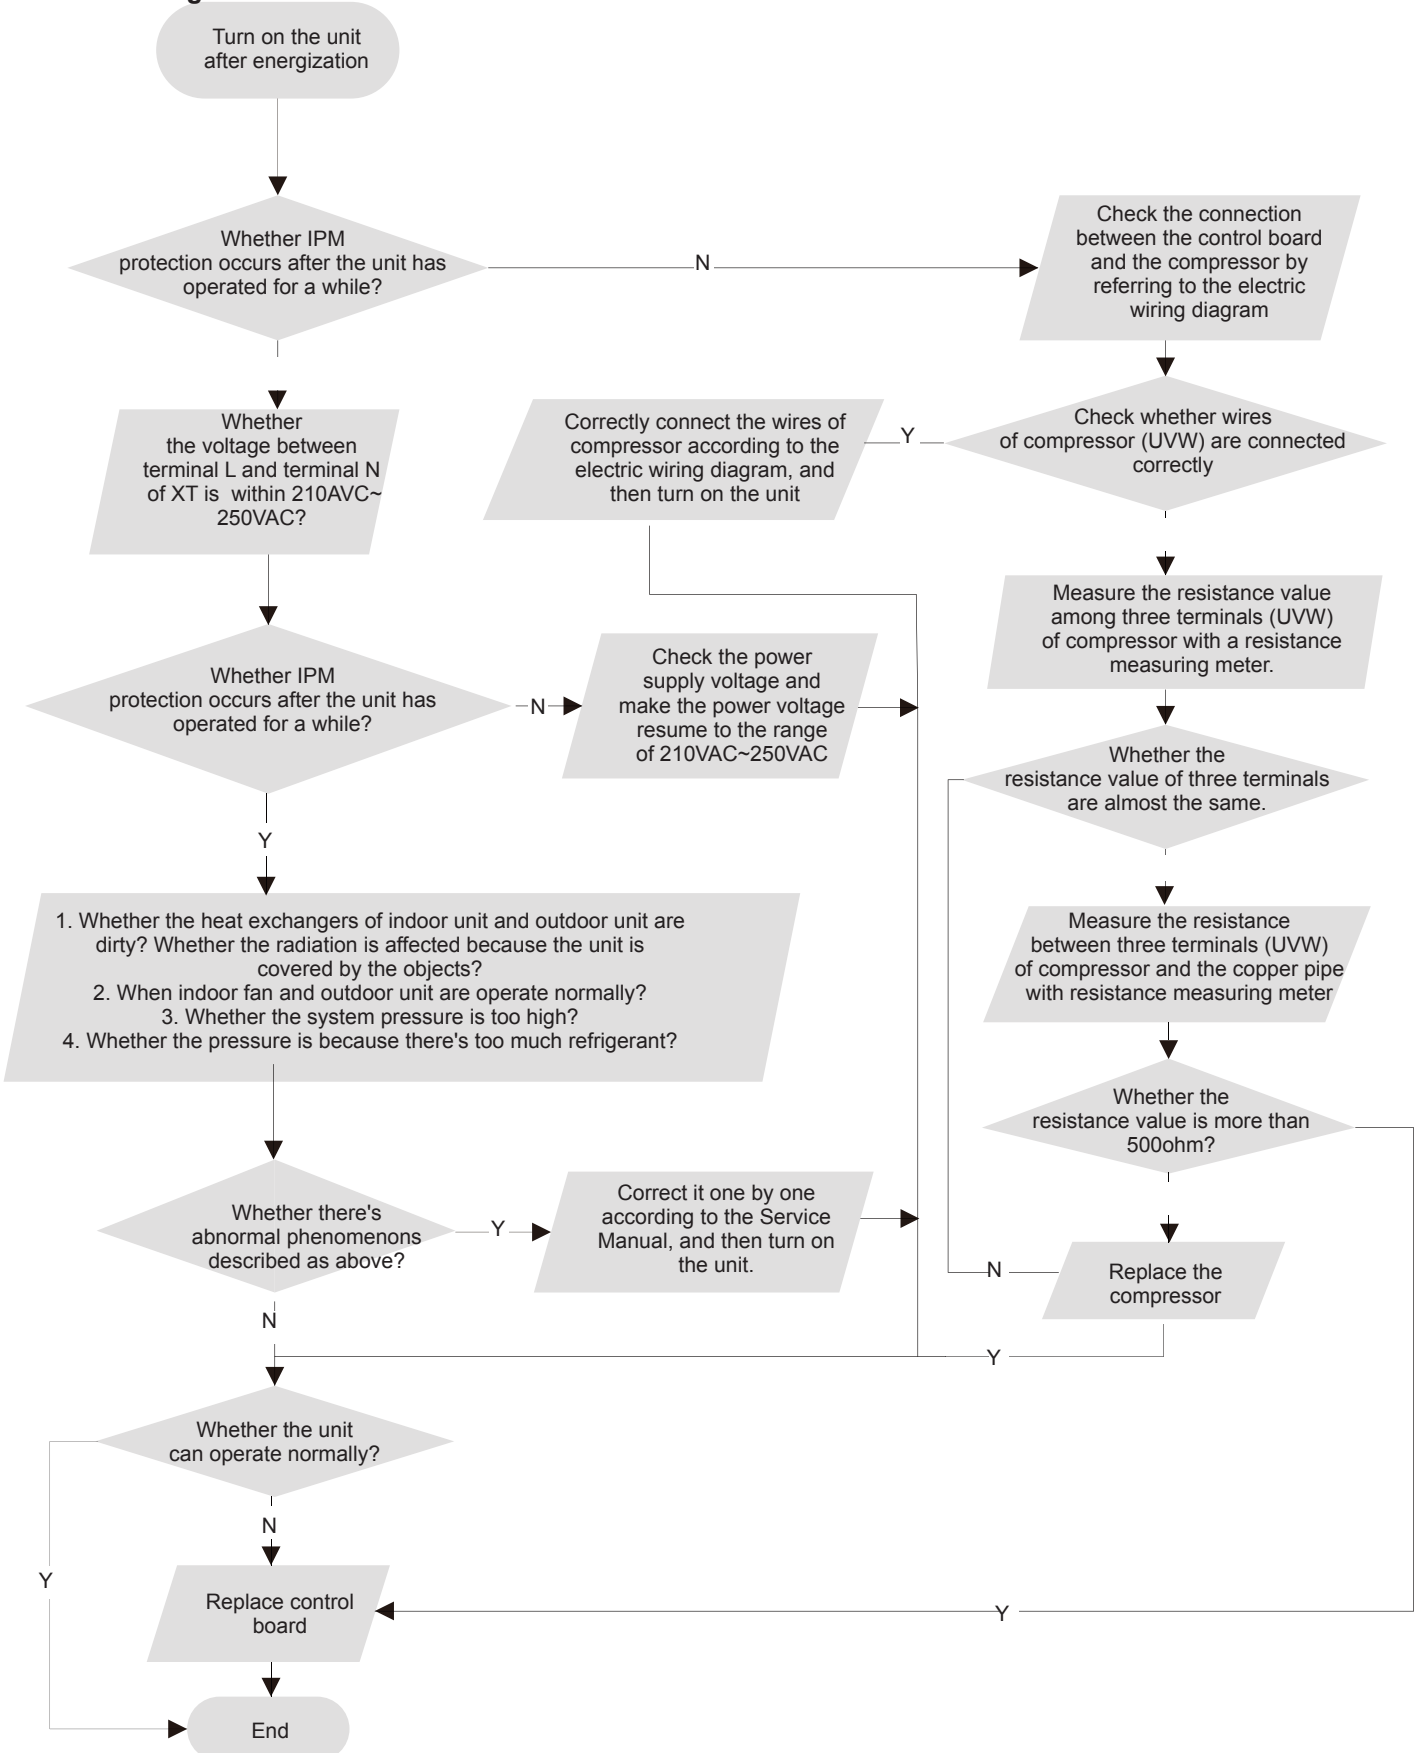 Turn on the unit
after energization
Whether IPM
protection occurs after the unit has
operated for a while?
N
Check the connection
between the control board
and the compressor by
referring to the electric
wiring diagram
Whether
the voltage between
terminal L and terminal N
of XT is within 210AVC~
250VAC?
Correctly connect the wires of
compressor according to the
electric wiring diagram, and
then turn on the unit
Y
Check whether wires
of compressor (UVW) are connected
correctly
Measure the resistance value
among three terminals (UVW)
of compressor with a resistance
measuring meter.
Whether IPM
protection occurs after the unit has
operated for a while?
N
Check the power
supply voltage and
make the power voltage
resume to the range
of 210VAC~250VAC
Whether the
resistance value of three terminals
are almost the same.
Y
1. Whether the heat exchangers of indoor unit and outdoor unit are
dirty? Whether the radiation is affected because the unit is
covered by the objects?
2. When indoor fan and outdoor unit are operate normally?
3. Whether the system pressure is too high?
4. Whether the pressure is because there's too much refrigerant?
Measure the resistance
between three terminals (UVW)
of compressor and the copper pipe
with resistance measuring meter
Whether the
resistance value is more than
500ohm?
Whether there's
abnormal phenomenons
described as above?
Y
Correct it one by one
according to the Service
Manual, and then turn on
the unit.
N
Replace the
compressor
N
Y
Whether the unit
can operate normally?
N
Y
Replace control
board
Y
End